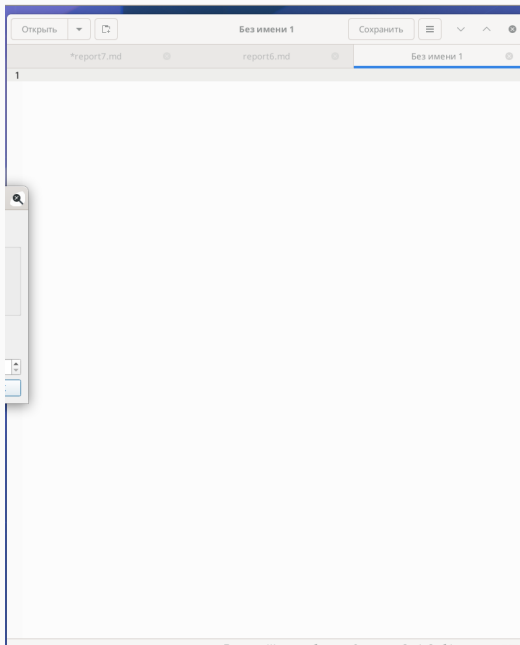 Открыть
Без имени 1
Сохранить
*report7.md
report6.md
Без имени 1
1